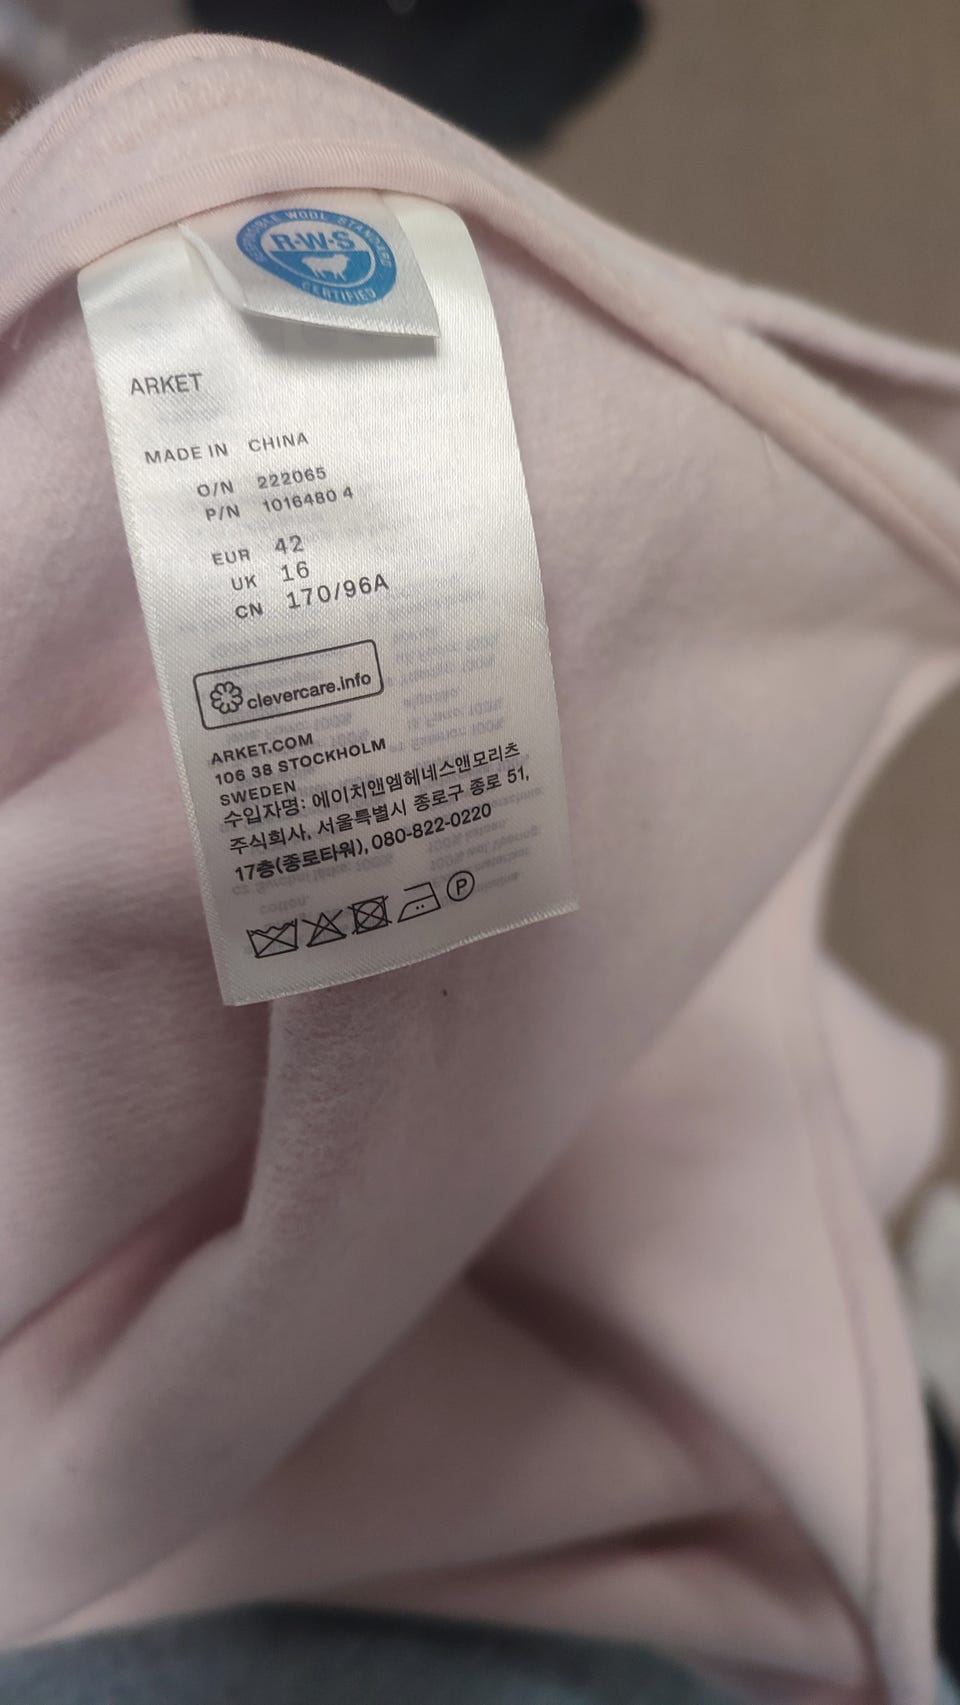 RESPONSIBLE WOOL STANDARD
R·W·S
CERTIFIED
ARKET
MADE IN CHINA
O/N 222065
P/N 1016480 4
EUR 42
UK 16
CN 170/96A
clevercare.info
ARKET.COM
106 38 STOCKHOLM
SWEDEN
수입자명: 에이치앤엠헤네스앤모리츠
주식회사, 서울특별시 종로구 종로 51,
17층(종로타워), 080-822-0220
P